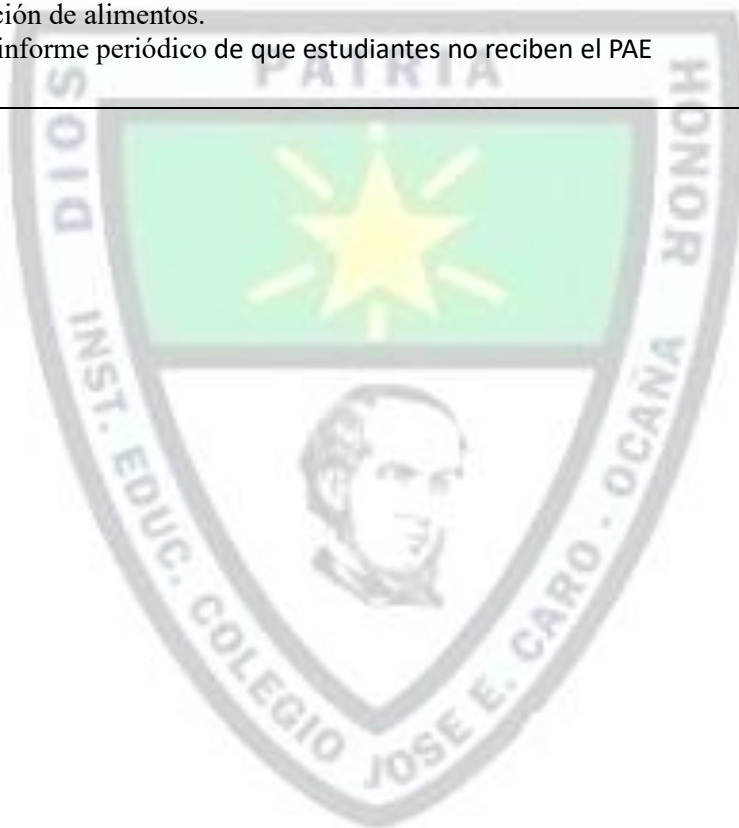 ción de alimentos.
informe periódico de que estudiantes no reciben el PAE
PATRIA
DIOS
HONOR
INST. EDUC. COLEGIO JOSE E. CARO - OCAÑA